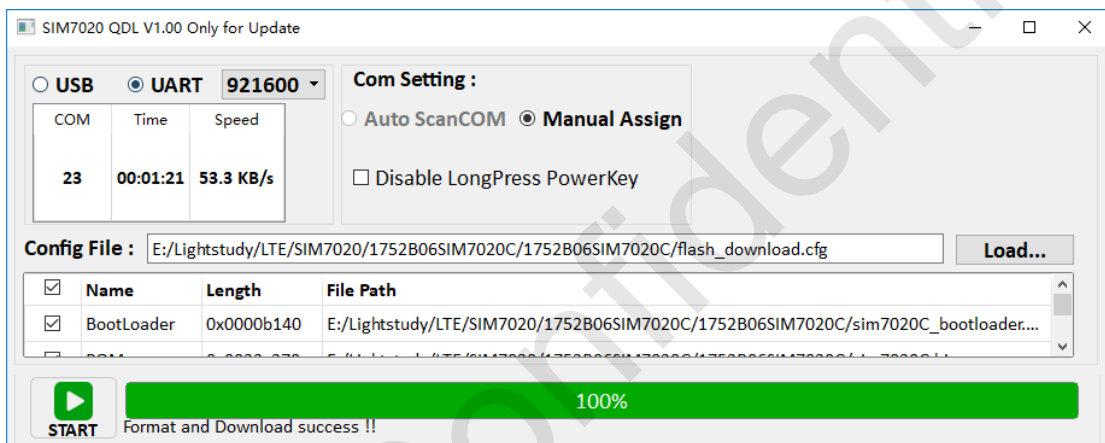 SIM7020 QDL V1.00 Only for Update
USB UART 921600
Com Setting :
COM Time Speed
Auto ScanCOM Manual Assign
23 00:01:21 53.3 KB/s
Disable LongPress PowerKey
Config File : E:/Lightstudy/LTE/SIM7020/1752B06SIM7020C/1752B06SIM7020C/flash_download.cfg Load...
Name Length File Path
BootLoader 0x0000b140 E:/Lightstudy/LTE/SIM7020/1752B06SIM7020C/1752B06SIM7020C/sim7020C_bootloader....
100%
START Format and Download success !!